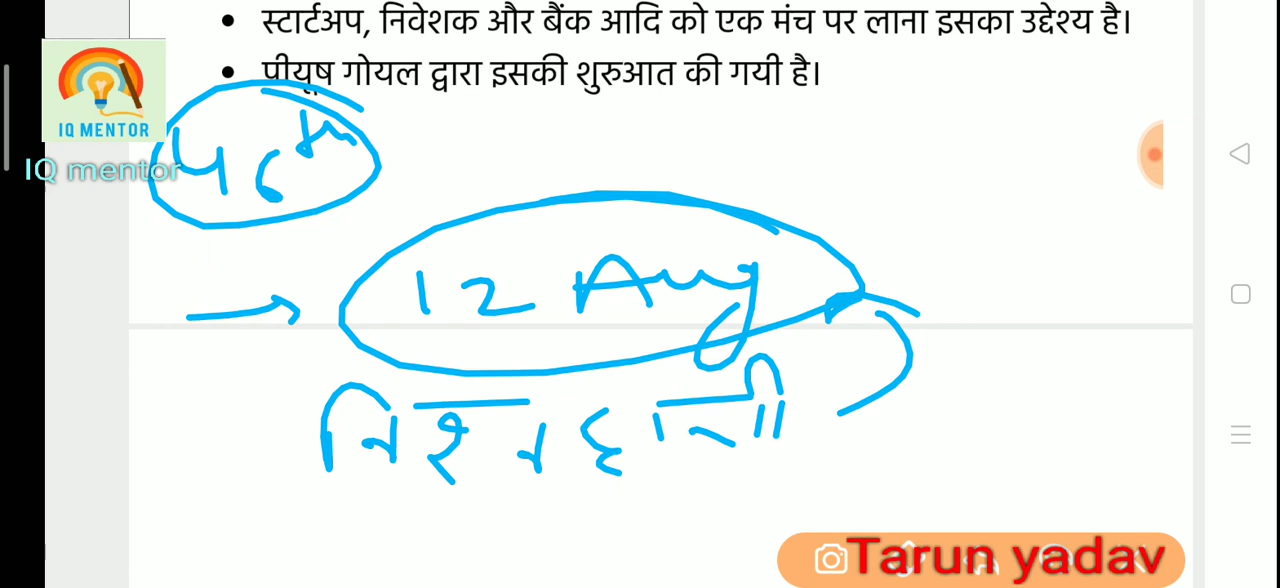 स्टार्टअप, निवेशक और बैंक आदि को एक मंच पर लाना इसका उद्देश्य है।
पीयूष गोयल द्वारा इसकी शुरुआत की गयी है।
IQ MENTOR
IQ mentor
12 Aug
Tarun yadav